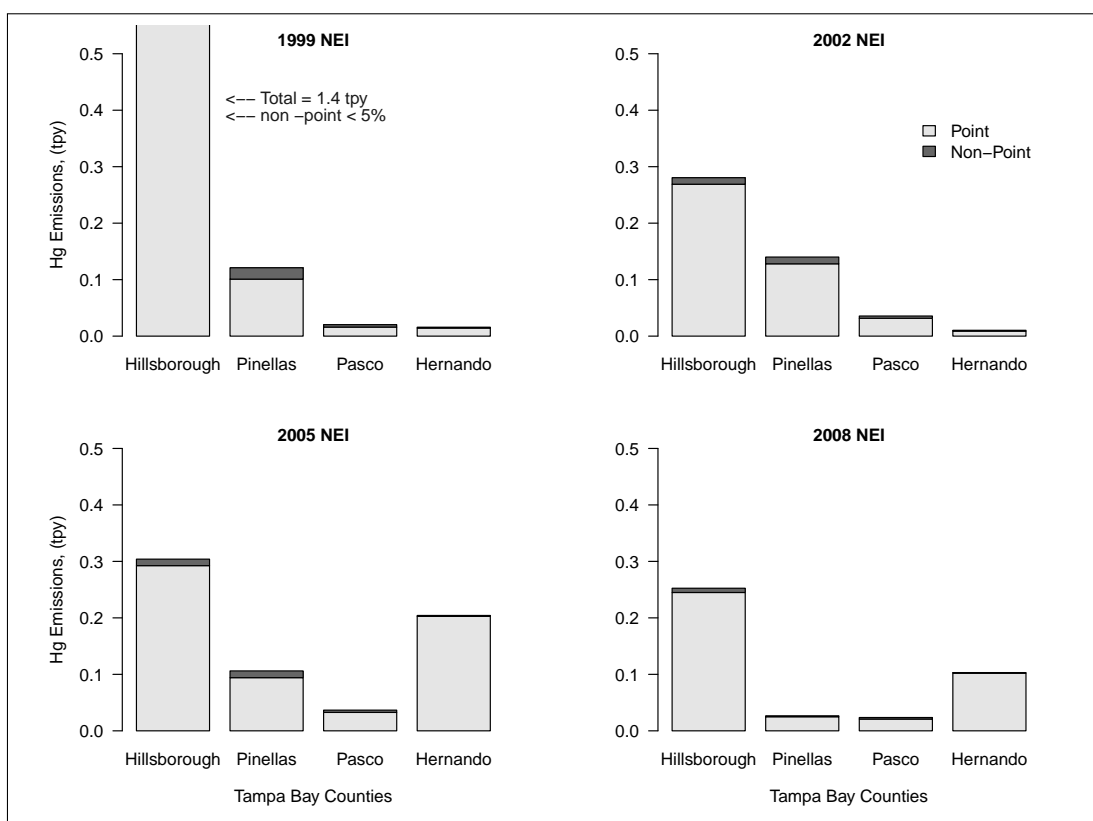 1999 NEI
Hg Emissions, (tpy)
0.5
0.4
0.3
0.2
0.1
0.0
<−− Total = 1.4 tpy
<−− non −point < 5%
Hillsborough Pinellas Pasco Hernando
2002 NEI
0.5
0.4
0.3
0.2
0.1
0.0
Point
Non−Point
Hillsborough Pinellas Pasco Hernando
2005 NEI
Hg Emissions, (tpy)
0.5
0.4
0.3
0.2
0.1
0.0
Hillsborough Pinellas Pasco Hernando
Tampa Bay Counties
2008 NEI
0.5
0.4
0.3
0.2
0.1
0.0
Hillsborough Pinellas Pasco Hernando
Tampa Bay Counties